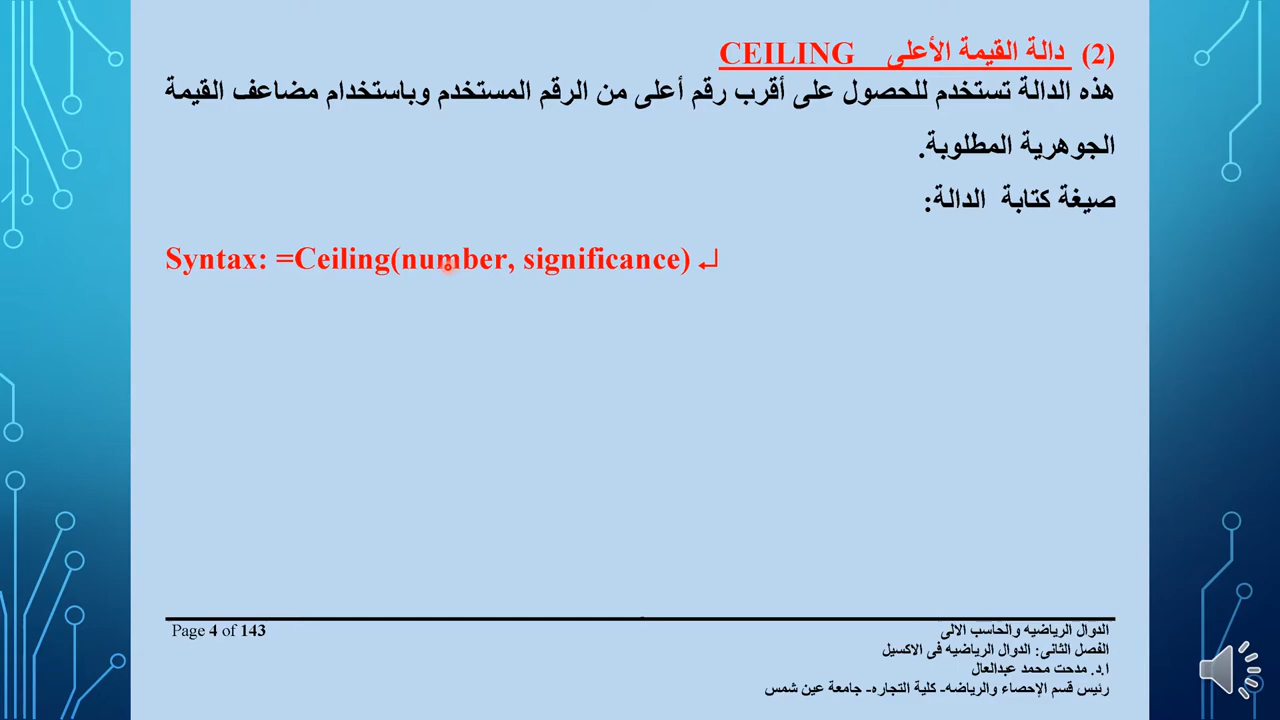 (2) دالة القيمة الأعلى CEILING
هذه الدالة تستخدم للحصول على أقرب رقم أعلى من الرقم المستخدم وباستخدام مضاعف القيمة
الجوهرية المطلوبة.
صيغة كتابة الدالة:
Syntax: =Ceiling(number, significance) ↵
Page 4 of 143
الدوال الرياضيه والحاسب الالى
الفصل الثانى: الدوال الرياضيه فى الاكسيل
ا.د. مدحت محمد عبدالعال
رئيس قسم الإحصاء والرياضه- كلية التجاره- جامعة عين شمس